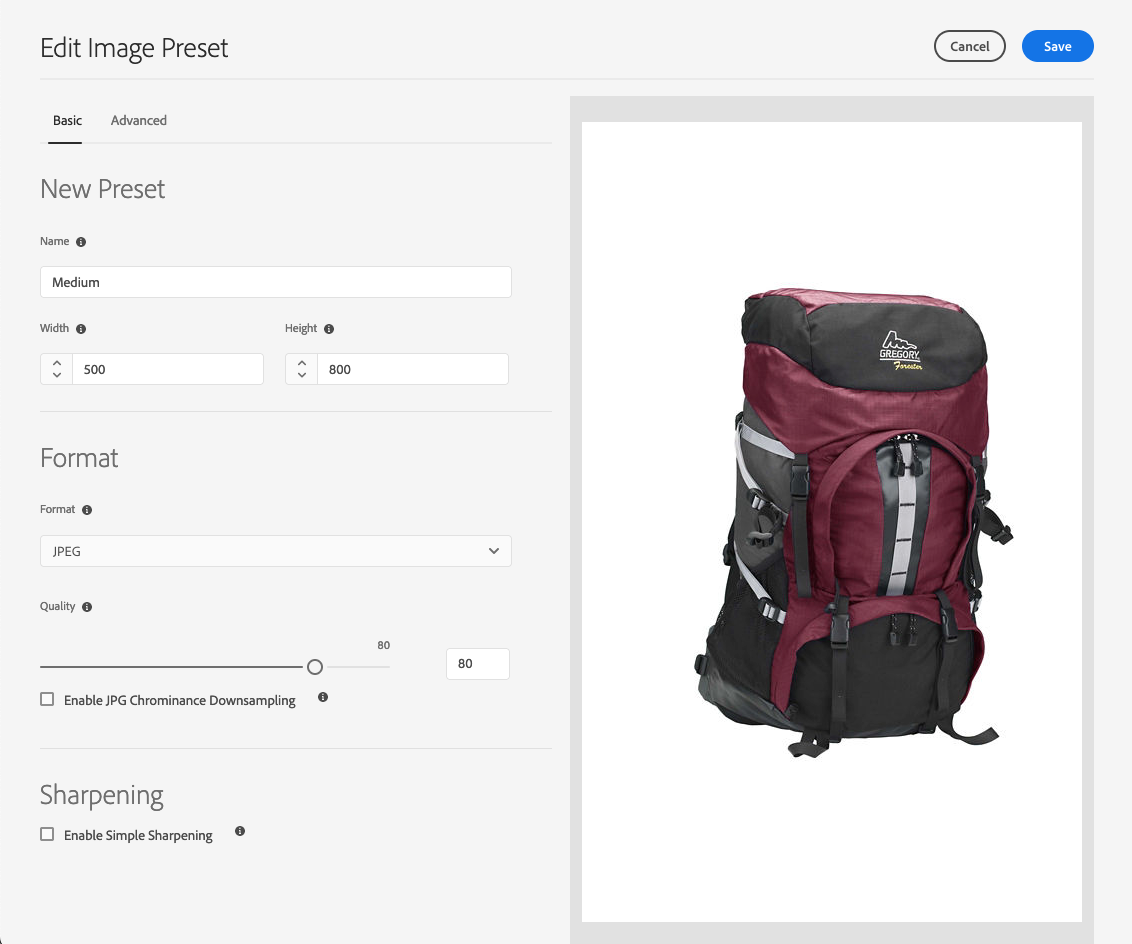 Edit Image Preset
Cancel
Save
Basic
Advanced
New Preset
Name
Medium
Width
Height
500
800
Format
Format
JPEG
Quality
80
80
Enable JPG Chrominance Downsampling
Sharpening
Enable Simple Sharpening
GREGORY
Forester